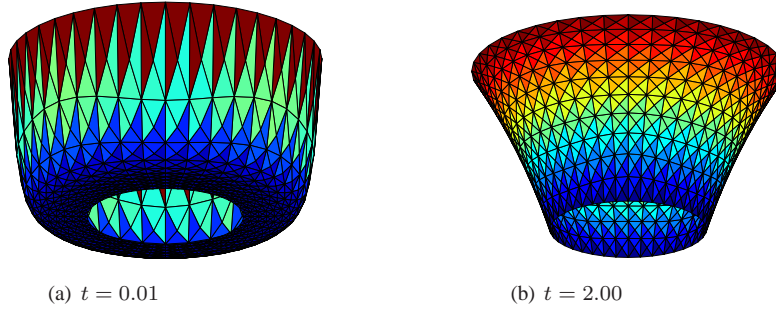 (a) t = 0.01
(b) t = 2.00